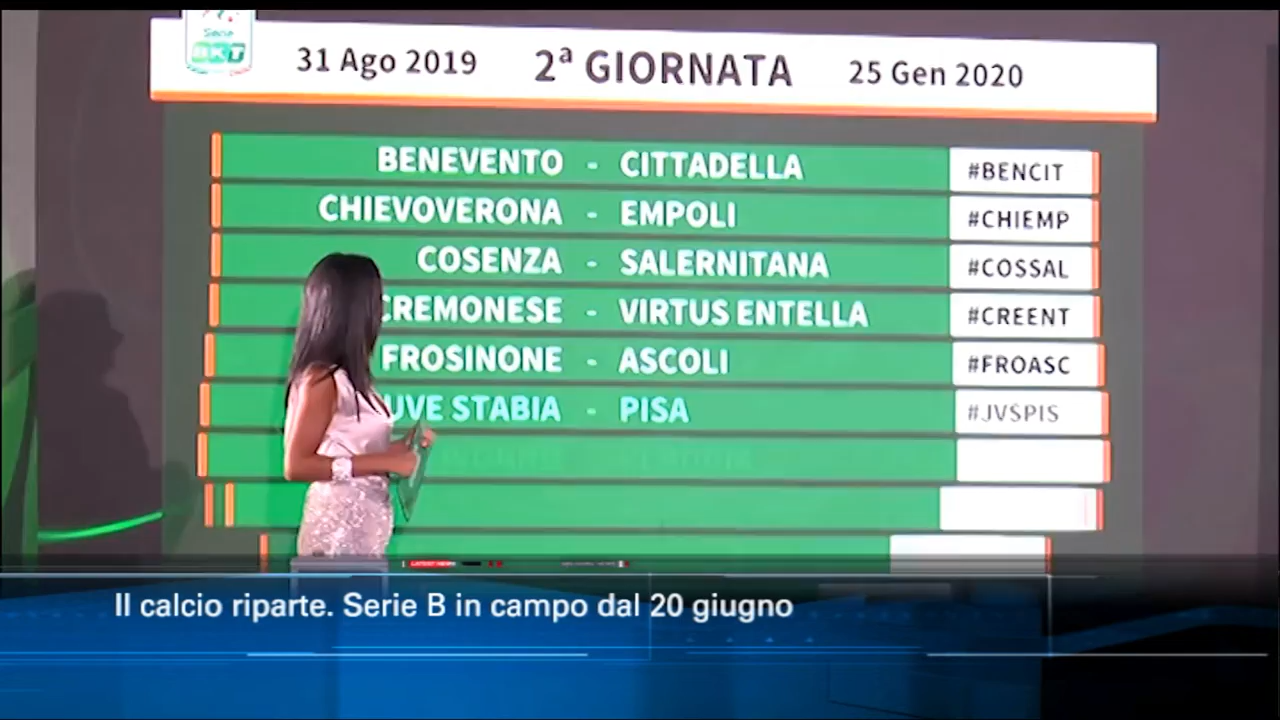 Serie
BKT
31 Ago 2019 2ª GIORNATA 25 Gen 2020
BENEVENTO - CITTADELLA #BENCIT
CHIEVOVERONA - EMPOLI #CHIEMP
COSENZA - SALERNITANA #COSSAL
CREMONESE - VIRTUS ENTELLA #CREENT
FROSINONE - ASCOLI #FROASC
UVE STABIA - PISA #JVSPIS
Il calcio riparte. Serie B in campo dal 20 giugno